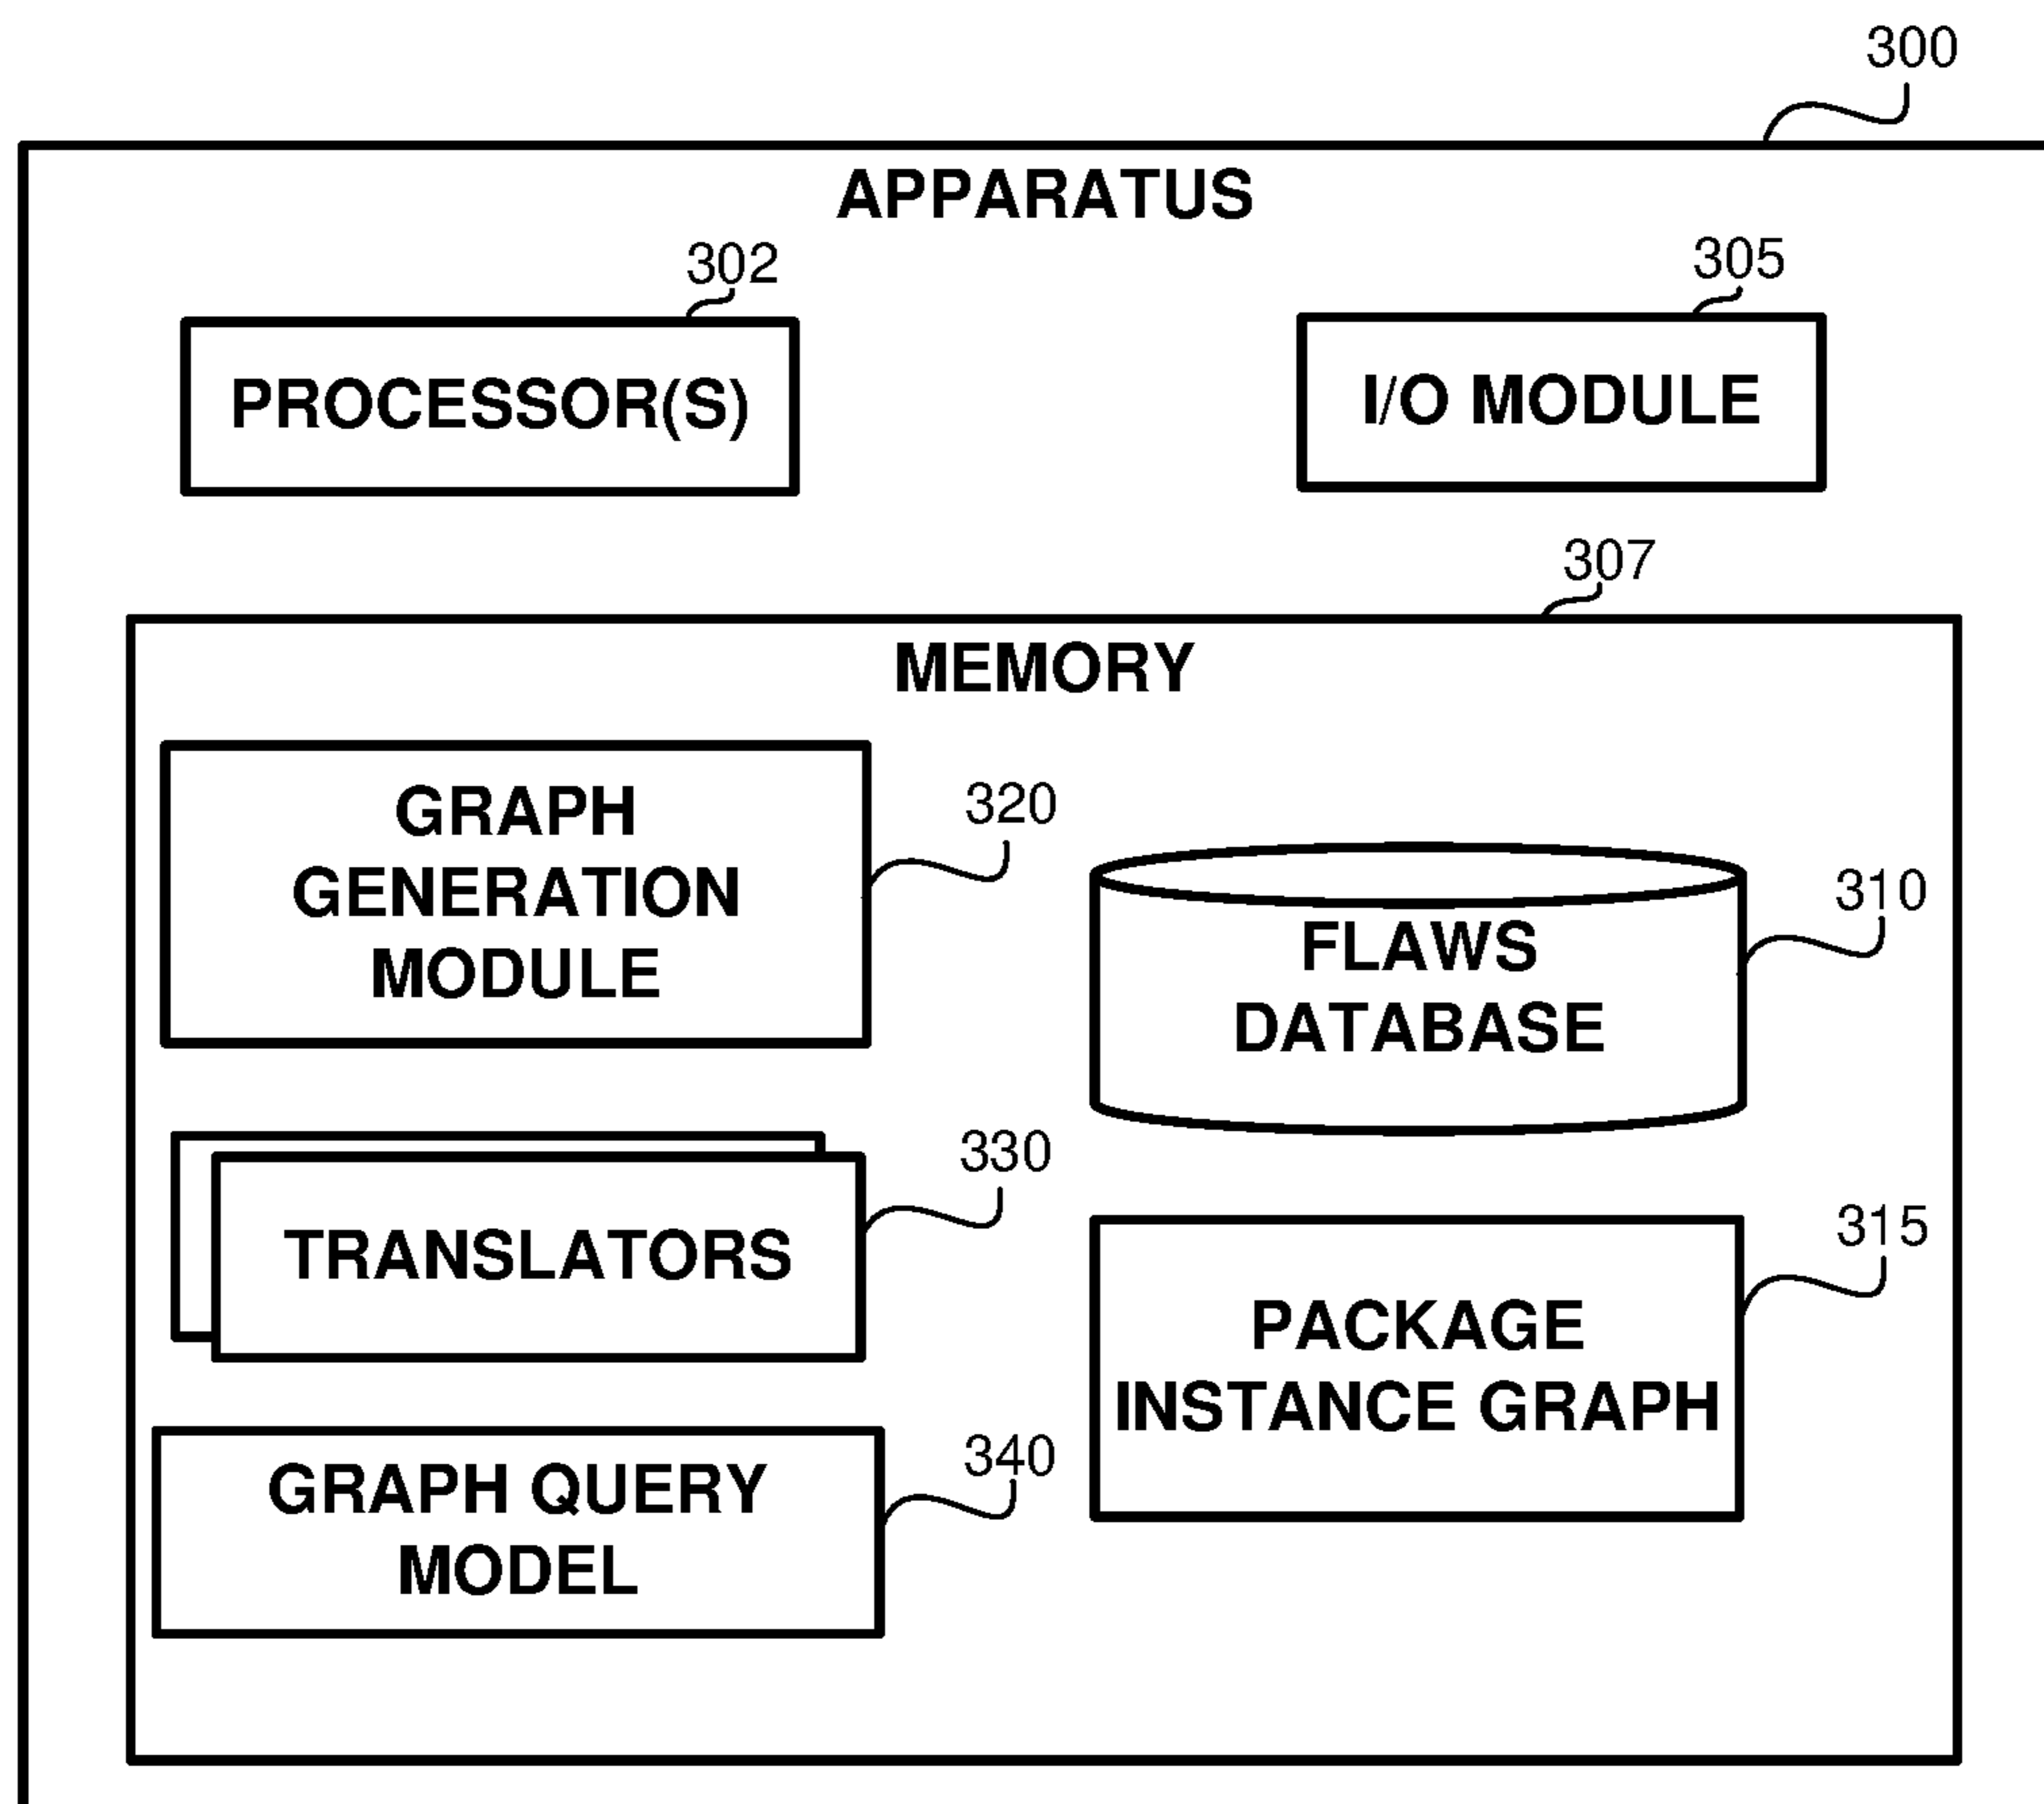 300
APPARATUS
302
305
PROCESSOR(S)
I/O MODULE
307
MEMORY
320
GRAPH
GENERATION
MODULE
310
FLAWS
DATABASE
330
TRANSLATORS
315
PACKAGE
INSTANCE GRAPH
340
GRAPH QUERY
MODEL